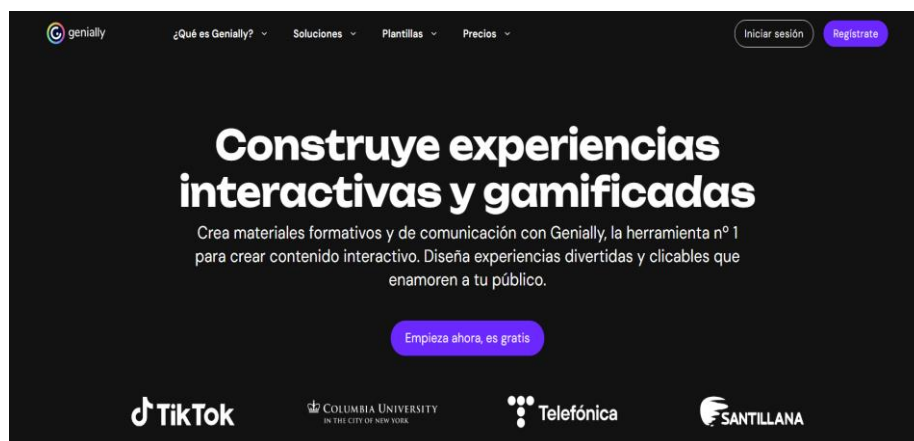 genially
¿Qué es Genially? Soluciones Plantillas Precios Iniciar sesión Regístrate
Construye experiencias
interactivas y gamificadas
Crea materiales formativos y de comunicación con Genially, la herramienta nº 1
para crear contenido interactivo. Diseña experiencias divertidas y clicables que
enamoren a tu público.
Empieza ahora, es gratis
TikTok
COLUMBIA UNIVERSITY
IN THE CITY OF NEW YORK
Telefónica
SANTILLANA